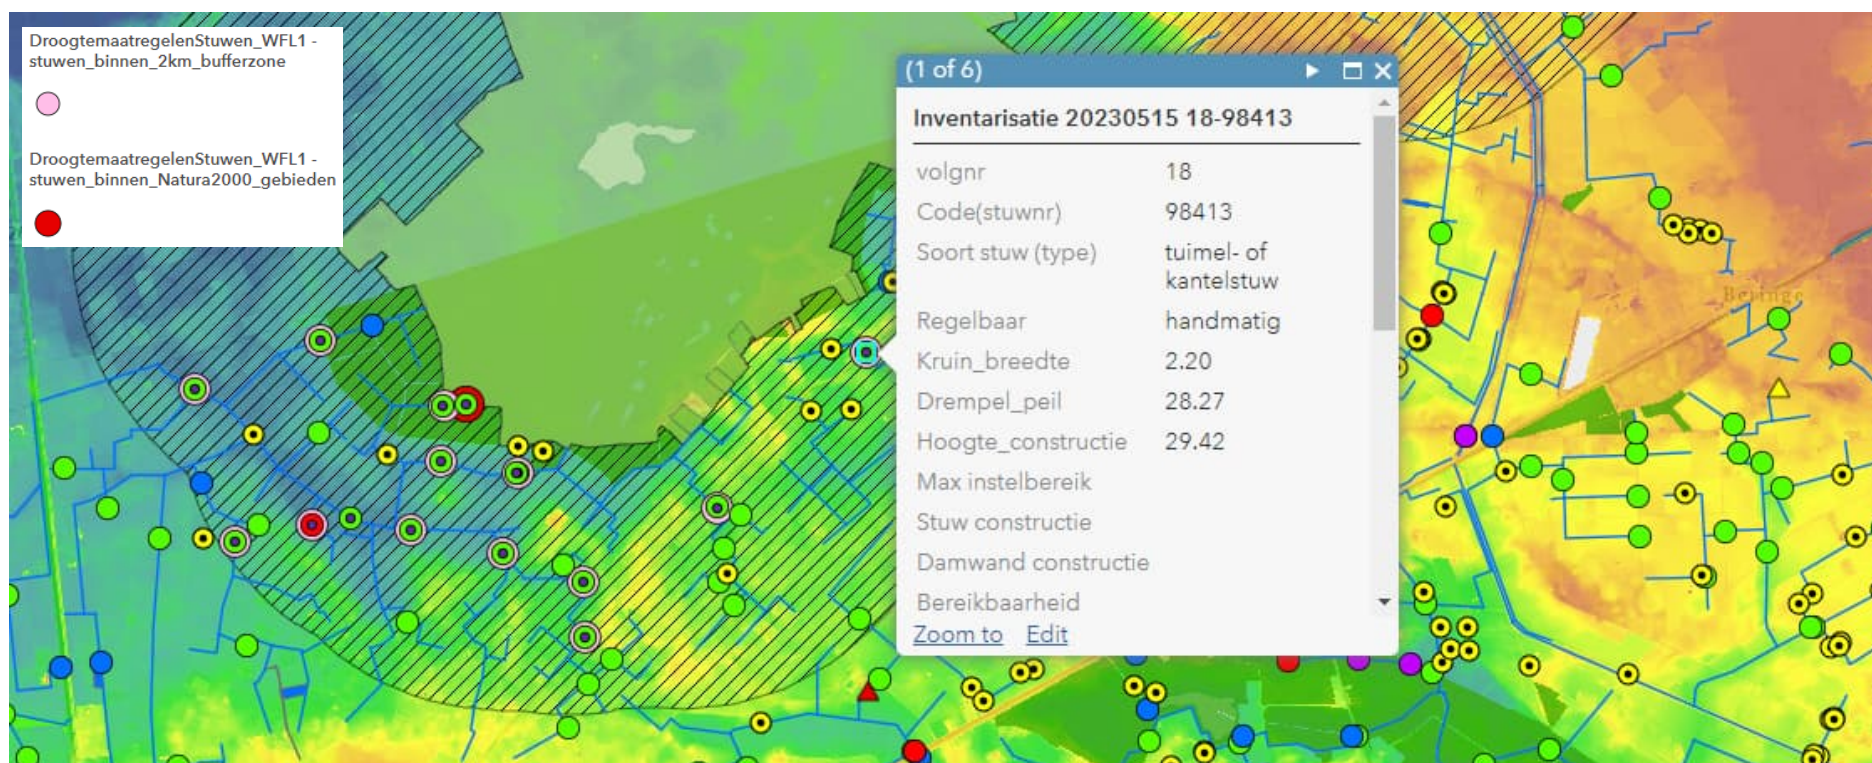 DroogtemaatregelenStuwen_WFL1 -
stuwen_binnen_2km_bufferzone
DroogtemaatregelenStuwen_WFL1 -
stuwen_binnen_Natura2000_gebieden
(1 of 6)
Inventarisatie 20230515 18-98413
volgnr 18
Code(stuwnr) 98413
Soort stuw (type) tuimel- of
kantelstuw
Regelbaar handmatig
Kruin_breedte 2.20
Drempel_peil 28.27
Hoogte_constructie 29.42
Max instelbereik
Stuw constructie
Damwand constructie
Bereikbaarheid
Zoom to Edit
Beringe